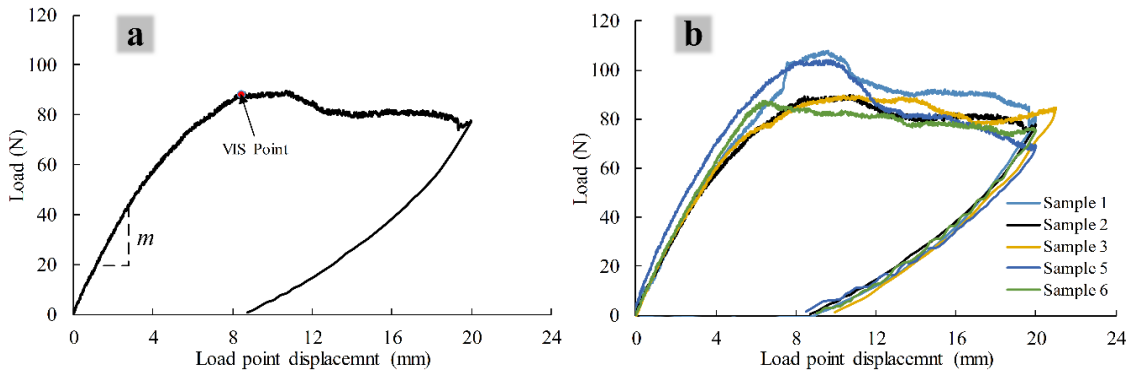 a
120
100
80
60
40
20
0
Load (N)
VIS Point
m
0 4 8 12 16 20 24
Load point displacemnt (mm)
b
120
100
80
60
40
20
0
Load (N)
Sample 1
Sample 2
Sample 3
Sample 5
Sample 6
0 4 8 12 16 20 24
Load point displacemnt (mm)